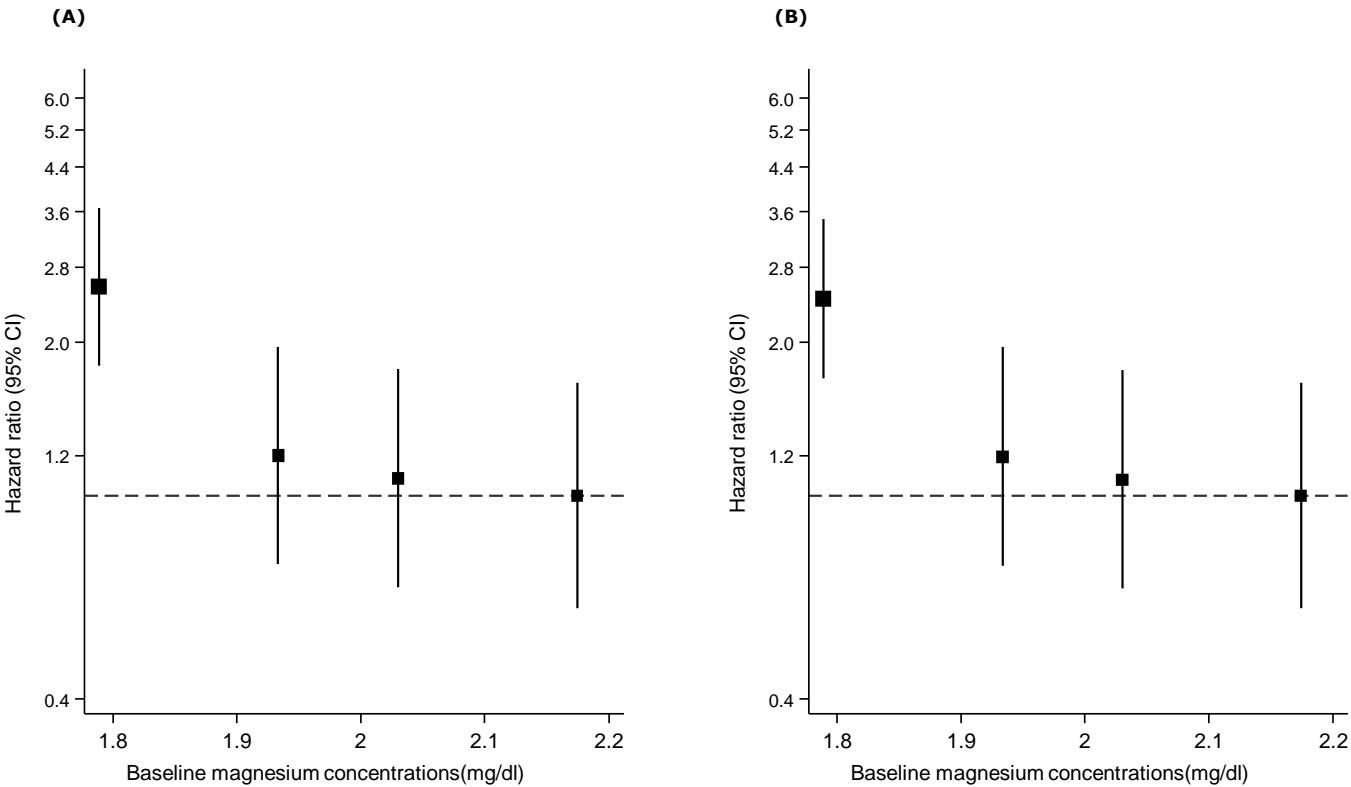 (A)
6.0
5.2
4.4
3.6
2.8
2.0
1.2
0.4
Hazard ratio (95% CI)
1.8 1.9 2 2.1 2.2
Baseline magnesium concentrations(mg/dl)
(B)
6.0
5.2
4.4
3.6
2.8
2.0
1.2
0.4
Hazard ratio (95% CI)
1.8 1.9 2 2.1 2.2
Baseline magnesium concentrations(mg/dl)